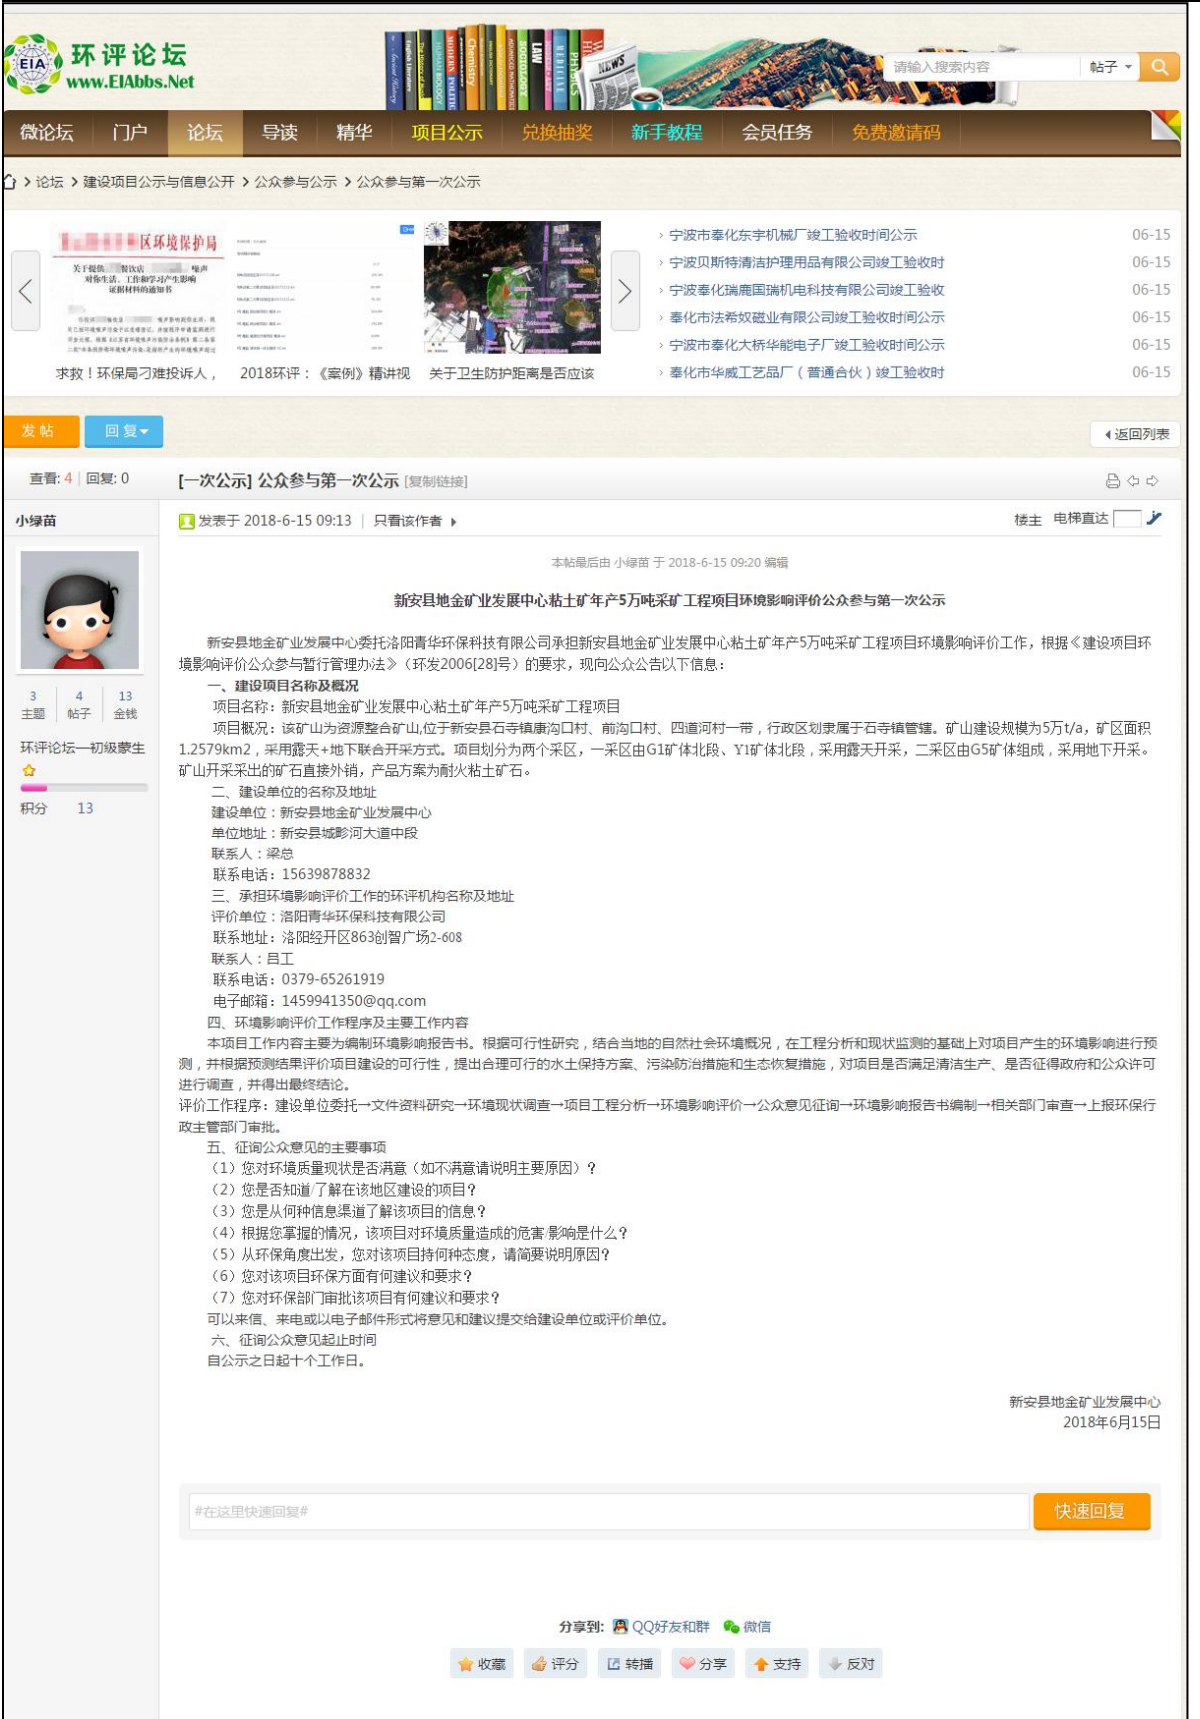 EIA 环评论坛
www.EIAbbs.Net
请输入搜索内容 帖子
微论坛 门户 论坛 导读 精华 项目公示 兑换抽奖 新手教程 会员任务 免费邀请码
论坛 › 建设项目公示与信息公开 › 公众参与公示 › 公众参与第一次公示
区环境保护局
求救！环保局刁难投诉人，
2018环评：《案例》精讲视
关于卫生防护距离是否应该
宁波市奉化东宇机械厂竣工验收时间公示 06-15
宁波贝斯特清洁护理用品有限公司竣工验收时 06-15
宁波奉化瑞鹿国瑞机电科技有限公司竣工验收 06-15
奉化市法希奴磁业有限公司竣工验收时间公示 06-15
宁波市奉化大桥华能电子厂竣工验收时间公示 06-15
奉化市华威工艺品厂（普通合伙）竣工验收时 06-15
发帖 回复 返回列表
查看: 4 | 回复: 0
[一次公示] 公众参与第一次公示 [复制链接]
小绿苗
发表于 2018-6-15 09:13 | 只看该作者 楼主 电梯直达
3 4 13
主题 帖子 金钱
环评论坛—初级蒙生
积分 13
本帖最后由 小绿苗 于 2018-6-15 09:20 编辑
新安县地金矿业发展中心粘土矿年产5万吨采矿工程项目环境影响评价公众参与第一次公示
新安县地金矿业发展中心委托洛阳青华环保科技有限公司承担新安县地金矿业发展中心粘土矿年产5万吨采矿工程项目环境影响评价工作，根据《建设项目环
境影响评价公众参与暂行管理办法》（环发2006[28]号）的要求，现向公众公告以下信息：
一、建设项目名称及概况
项目名称：新安县地金矿业发展中心粘土矿年产5万吨采矿工程项目
项目概况：该矿山为资源整合矿山,位于新安县石寺镇康沟口村、前沟口村、四道河村一带，行政区划隶属于石寺镇管辖。矿山建设规模为5万t/a，矿区面积
1.2579km2，采用露天+地下联合开采方式。项目划分为两个采区，一采区由G1矿体北段、Y1矿体北段，采用露天开采，二采区由G5矿体组成，采用地下开采。
矿山开采采出的矿石直接外销，产品方案为耐火粘土矿石。
二、建设单位的名称及地址
建设单位：新安县地金矿业发展中心
单位地址：新安县城畛河大道中段
联系人：梁总
联系电话：15639878832
三、承担环境影响评价工作的环评机构名称及地址
评价单位：洛阳青华环保科技有限公司
联系地址：洛阳经开区863创智广场2-608
联系人：吕工
联系电话：0379-65261919
电子邮箱：1459941350@qq.com
四、环境影响评价工作程序及主要工作内容
本项目工作内容主要为编制环境影响报告书。根据可行性研究，结合当地的自然社会环境概况，在工程分析和现状监测的基础上对项目产生的环境影响进行预
测，并根据预测结果评价项目建设的可行性，提出合理可行的水土保持方案、污染防治措施和生态恢复措施，对项目是否满足清洁生产、是否征得政府和公众许可
进行调查，并得出最终结论。
评价工作程序：建设单位委托→文件资料研究→环境现状调查→项目工程分析→环境影响评价→公众意见征询→环境影响报告书编制→相关部门审查→上报环保行
政主管部门审批。
五、征询公众意见的主要事项
（1）您对环境质量现状是否满意（如不满意请说明主要原因）？
（2）您是否知道/了解在该地区建设的项目？
（3）您是从何种信息渠道了解该项目的信息？
（4）根据您掌握的情况，该项目对环境质量造成的危害/影响是什么？
（5）从环保角度出发，您对该项目持何种态度，请简要说明原因？
（6）您对该项目环保方面有何建议和要求？
（7）您对环保部门审批该项目有何建议和要求？
可以来信、来电或以电子邮件形式将意见和建议提交给建设单位或评价单位。
六、征询公众意见起止时间
自公示之日起十个工作日。
新安县地金矿业发展中心
2018年6月15日
#在这里快速回复# 快速回复
分享到: QQ好友和群 微信
收藏 评分 转播 分享 支持 反对